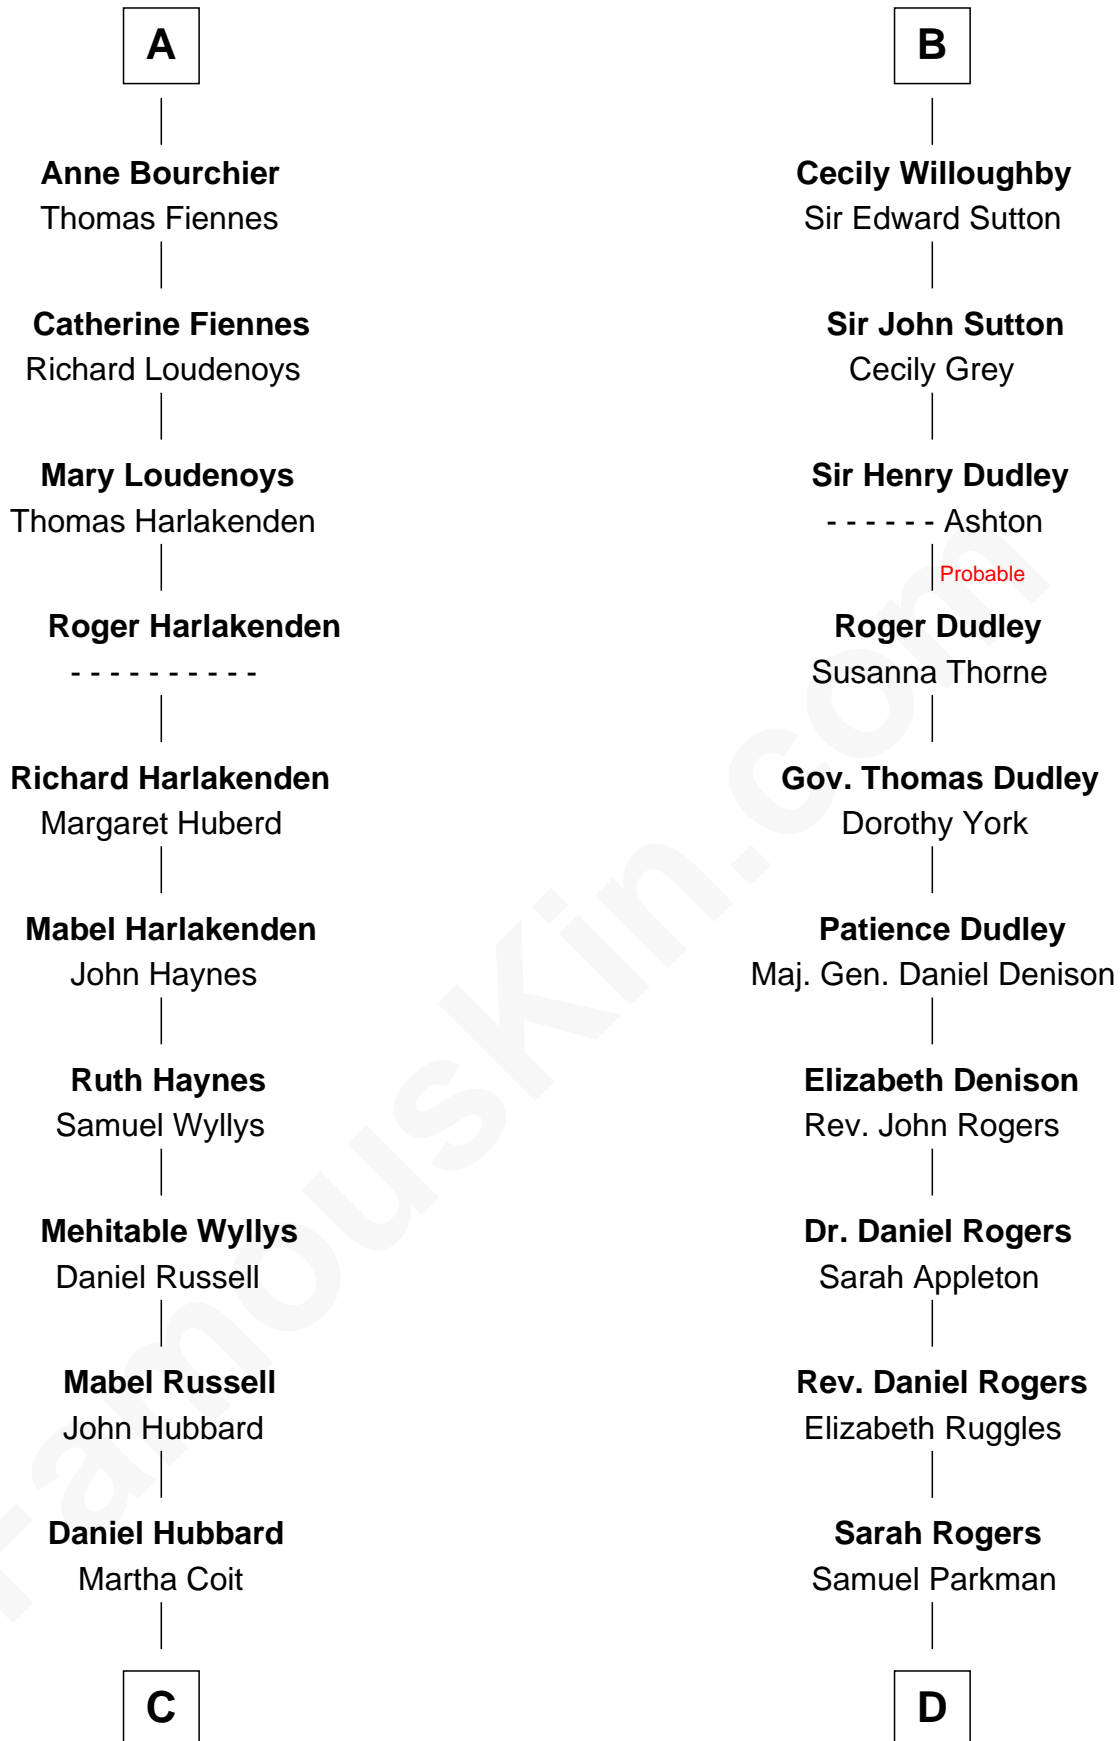 A
Anne Bourchier
Thomas Fiennes
Catherine Fiennes
Richard Loudenoys
Mary Loudenoys
Thomas Harlakenden
Roger Harlakenden
- - - - - - - - - -
Richard Harlakenden
Margaret Huberd
Mabel Harlakenden
John Haynes
Ruth Haynes
Samuel Wyllys
Mehitable Wyllys
Daniel Russell
Mabel Russell
John Hubbard
Daniel Hubbard
Martha Coit
C
B
Cecily Willoughby
Sir Edward Sutton
Sir John Sutton
Cecily Grey
Sir Henry Dudley
- - - - - - Ashton
Probable
Roger Dudley
Susanna Thorne
Gov. Thomas Dudley
Dorothy York
Patience Dudley
Maj. Gen. Daniel Denison
Elizabeth Denison
Rev. John Rogers
Dr. Daniel Rogers
Sarah Appleton
Rev. Daniel Rogers
Elizabeth Ruggles
Sarah Rogers
Samuel Parkman
D
FamousKin.com